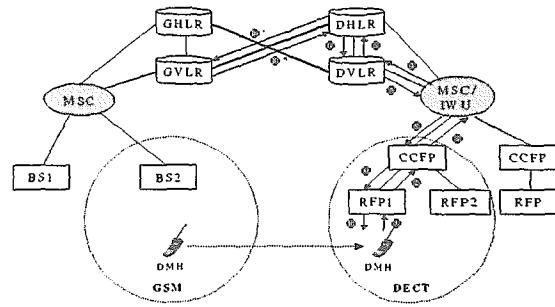 GHLR
DHLR
GVLR
DVLR
MSC
MSC/
IWU
CCFP
CCFP
BS1
BS2
RFP1
RFP2
RFP
DMH
DMH
GSM
DECT